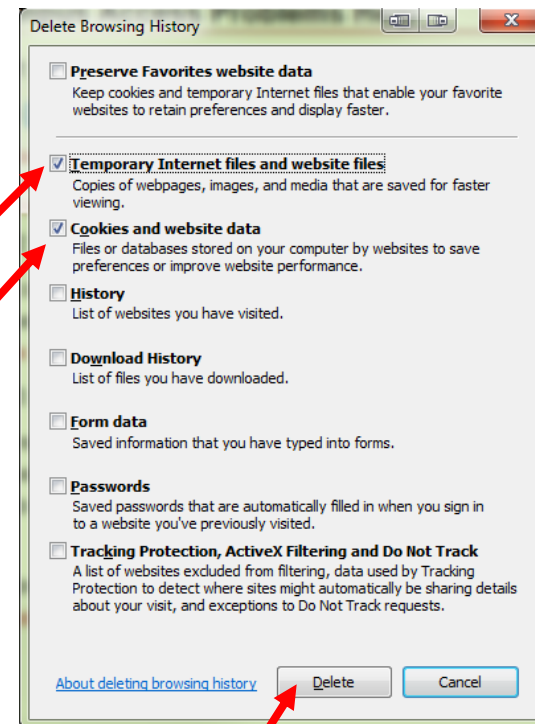 Delete Browsing History
Preserve Favorites website data
Keep cookies and temporary Internet files that enable your favorite
websites to retain preferences and display faster.
Temporary Internet files and website files
Copies of webpages, images, and media that are saved for faster
viewing.
Cookies and website data
Files or databases stored on your computer by websites to save
preferences or improve website performance.
History
List of websites you have visited.
Download History
List of files you have downloaded.
Form data
Saved information that you have typed into forms.
Passwords
Saved passwords that are automatically filled in when you sign in
to a website you've previously visited.
Tracking Protection, ActiveX Filtering and Do Not Track
A list of websites excluded from filtering, data used by Tracking
Protection to detect where sites might automatically be sharing details
about your visit, and exceptions to Do Not Track requests.
About deleting browsing history
Delete
Cancel